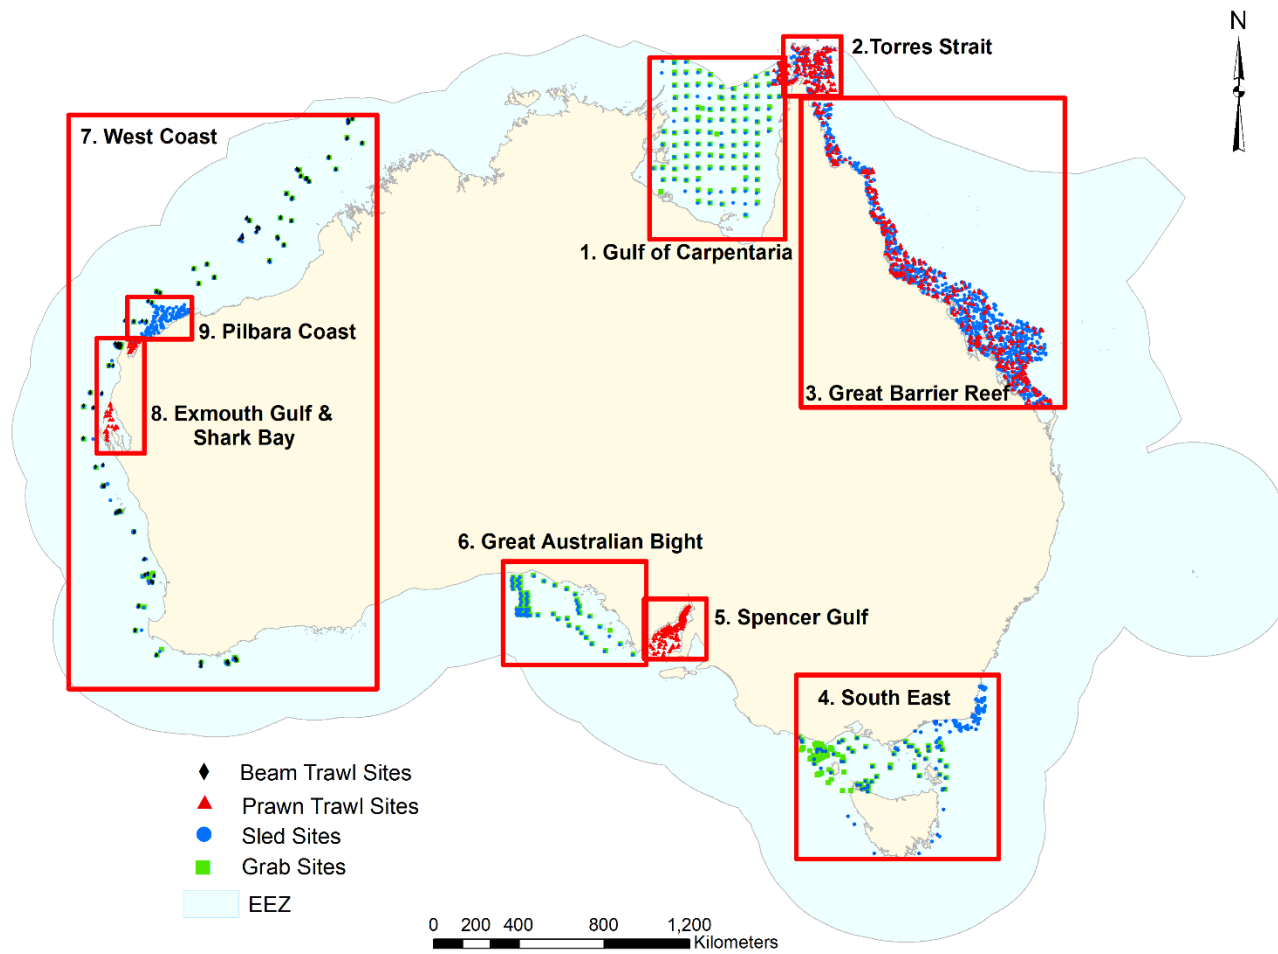 N
2.Torres Strait
7. West Coast
1. Gulf of Carpentaria
9. Pilbara Coast
3. Great Barrier Reef
8. Exmouth Gulf &
Shark Bay
6. Great Australian Bight
5. Spencer Gulf
4. South East
Beam Trawl Sites
Prawn Trawl Sites
Sled Sites
Grab Sites
EEZ
0 200 400 800 1,200
Kilometers